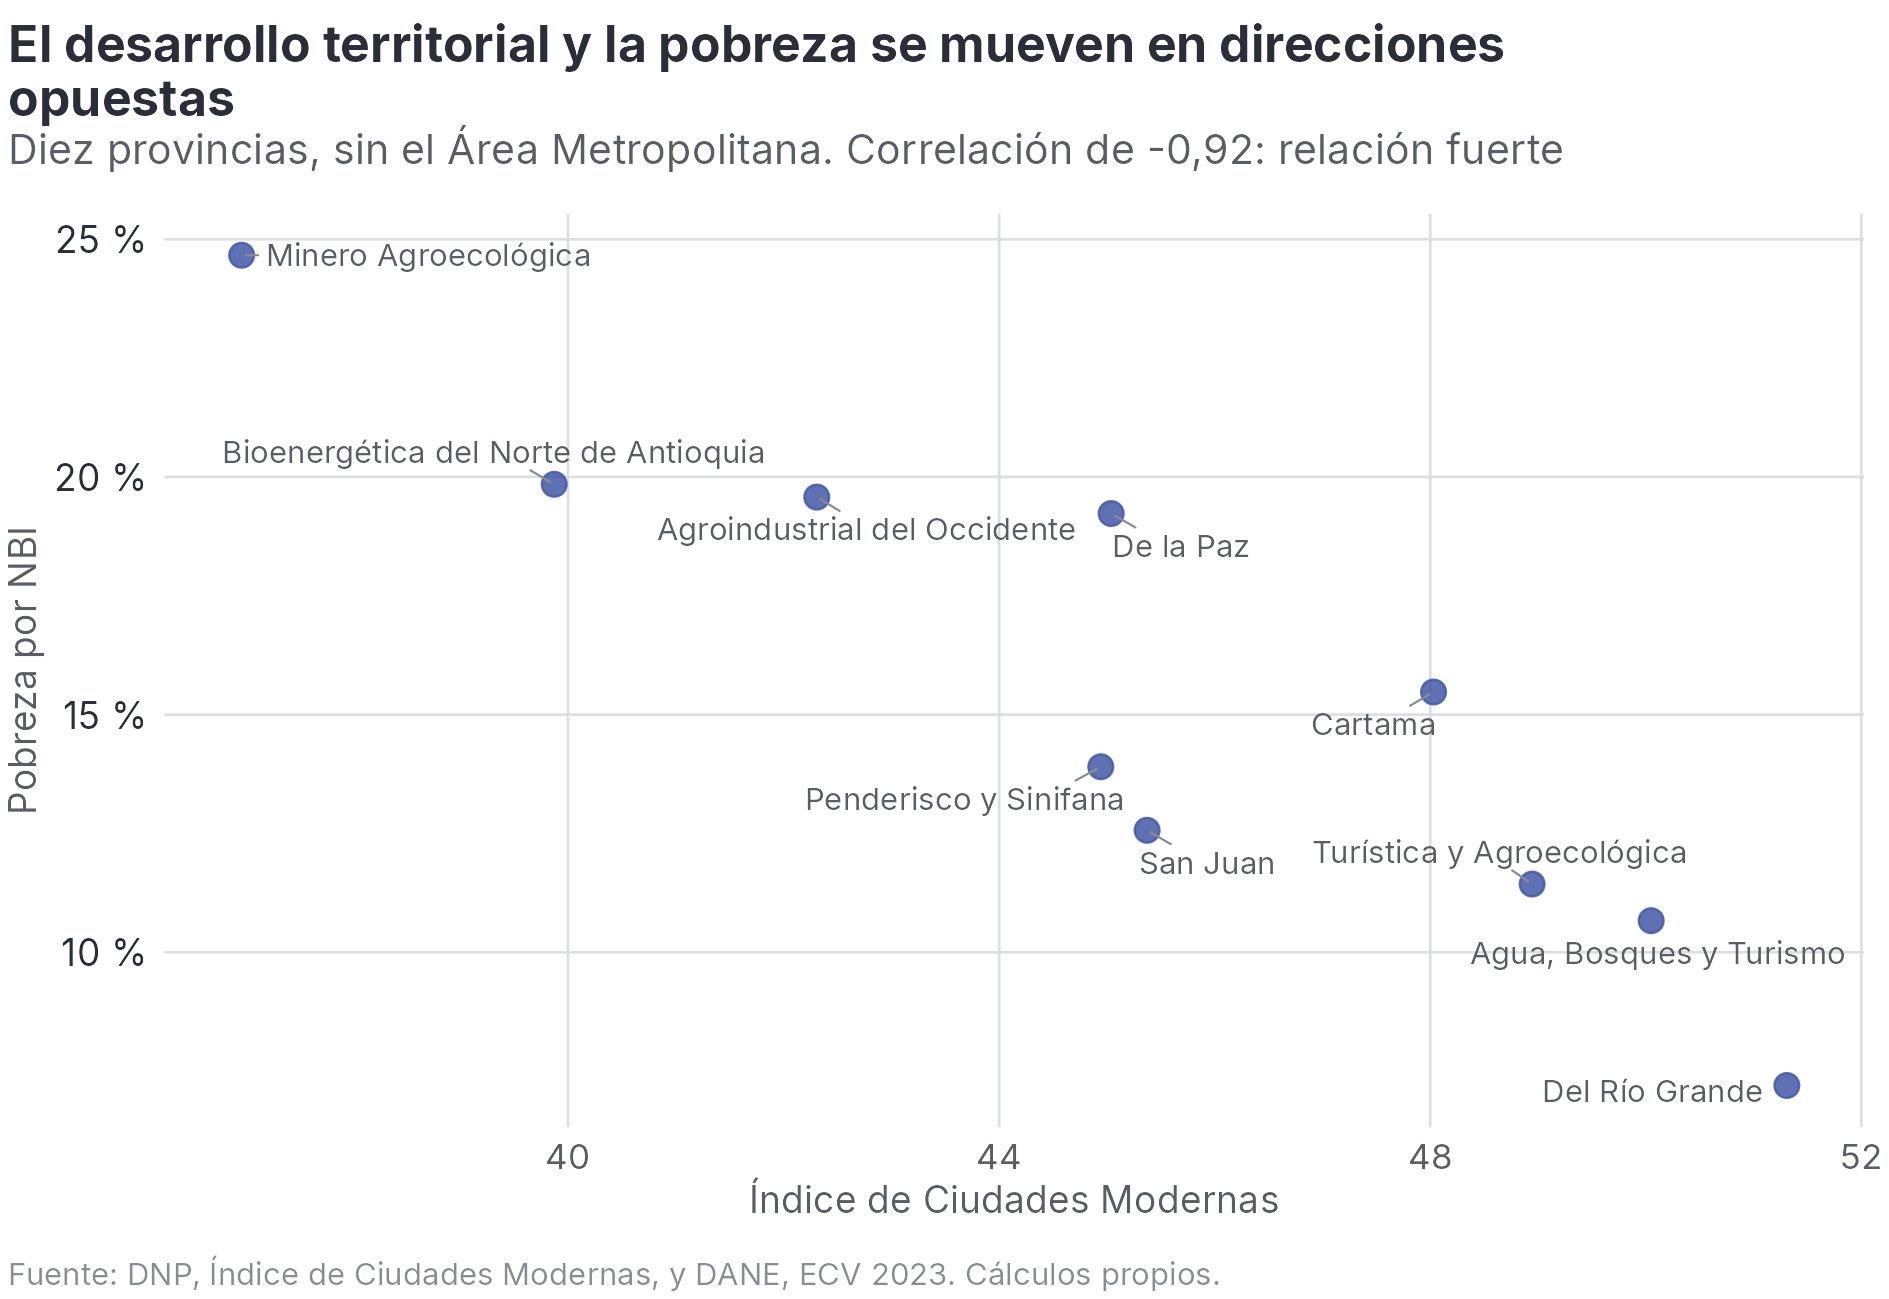 El desarrollo territorial y la pobreza se mueven en direcciones
opuestas
Diez provincias, sin el Área Metropolitana. Correlación de -0,92: relación fuerte
25 %
Minero Agroecológica
Bioenergética del Norte de Antioquia
20 %
Agroindustrial del Occidente
De la Paz
Pobreza por NBI
15 %
Cartama
Penderisco y Sinifana
San Juan
Turística y Agroecológica
10 %
Agua, Bosques y Turismo
Del Río Grande
40 44 48 52
Índice de Ciudades Modernas
Fuente: DNP, Índice de Ciudades Modernas, y DANE, ECV 2023. Cálculos propios.